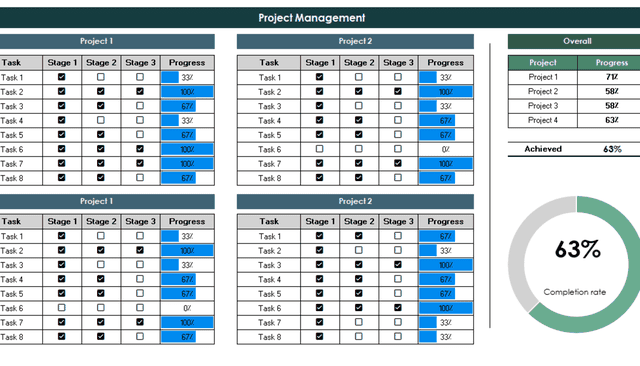 Project Management
Project 1
Task Stage 1 Stage 2 Stage 3 Progress
Task 1 33%
Task 2 100%
Task 3 67%
Task 4 33%
Task 5 67%
Task 6 100%
Task 7 100%
Task 8 67%
Project 2
Task Stage 1 Stage 2 Stage 3 Progress
Task 1 33%
Task 2 100%
Task 3 33%
Task 4 67%
Task 5 67%
Task 6 0%
Task 7 100%
Task 8 67%
Project 1
Task Stage 1 Stage 2 Stage 3 Progress
Task 1 33%
Task 2 100%
Task 3 33%
Task 4 67%
Task 5 67%
Task 6 0%
Task 7 100%
Task 8 67%
Project 2
Task Stage 1 Stage 2 Stage 3 Progress
Task 1 67%
Task 2 33%
Task 3 100%
Task 4 67%
Task 5 67%
Task 6 100%
Task 7 33%
Task 8 33%
Overall
Project Progress
Project 1 71%
Project 2 58%
Project 3 58%
Project 4 63%
Achieved 63%
63%
Completion rate